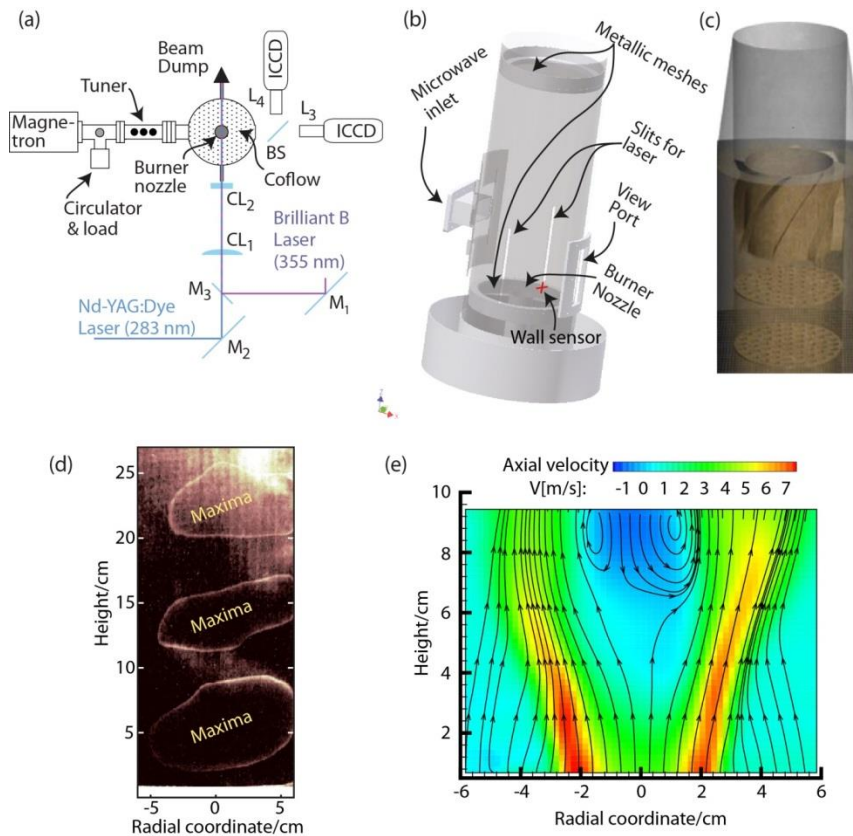 (a)
Beam
Dump
ICCD
L4
L3
ICCD
Tuner
Magne-
tron
BS
Burner
nozzle
Coflow
Circulator
& load
CL2
Brilliant B
Laser
(355 nm)
CL1
M3
M1
Nd-YAG:Dye
Laser (283 nm)
M2
(b)
Metallic meshes
Microwave
inlet
Slits for
laser
View
Port
Burner
Nozzle
Wall sensor
(c)
(d)
25
20
15
10
5
Height/cm
Maxima
Maxima
Maxima
-5 0 5
Radial coordinate/cm
(e)
Axial velocity
V[m/s]: -1 0 1 2 3 4 5 6 7
10
8
6
4
2
Height/cm
-6 -4 -2 0 2 4 6
Radial coordinate/cm